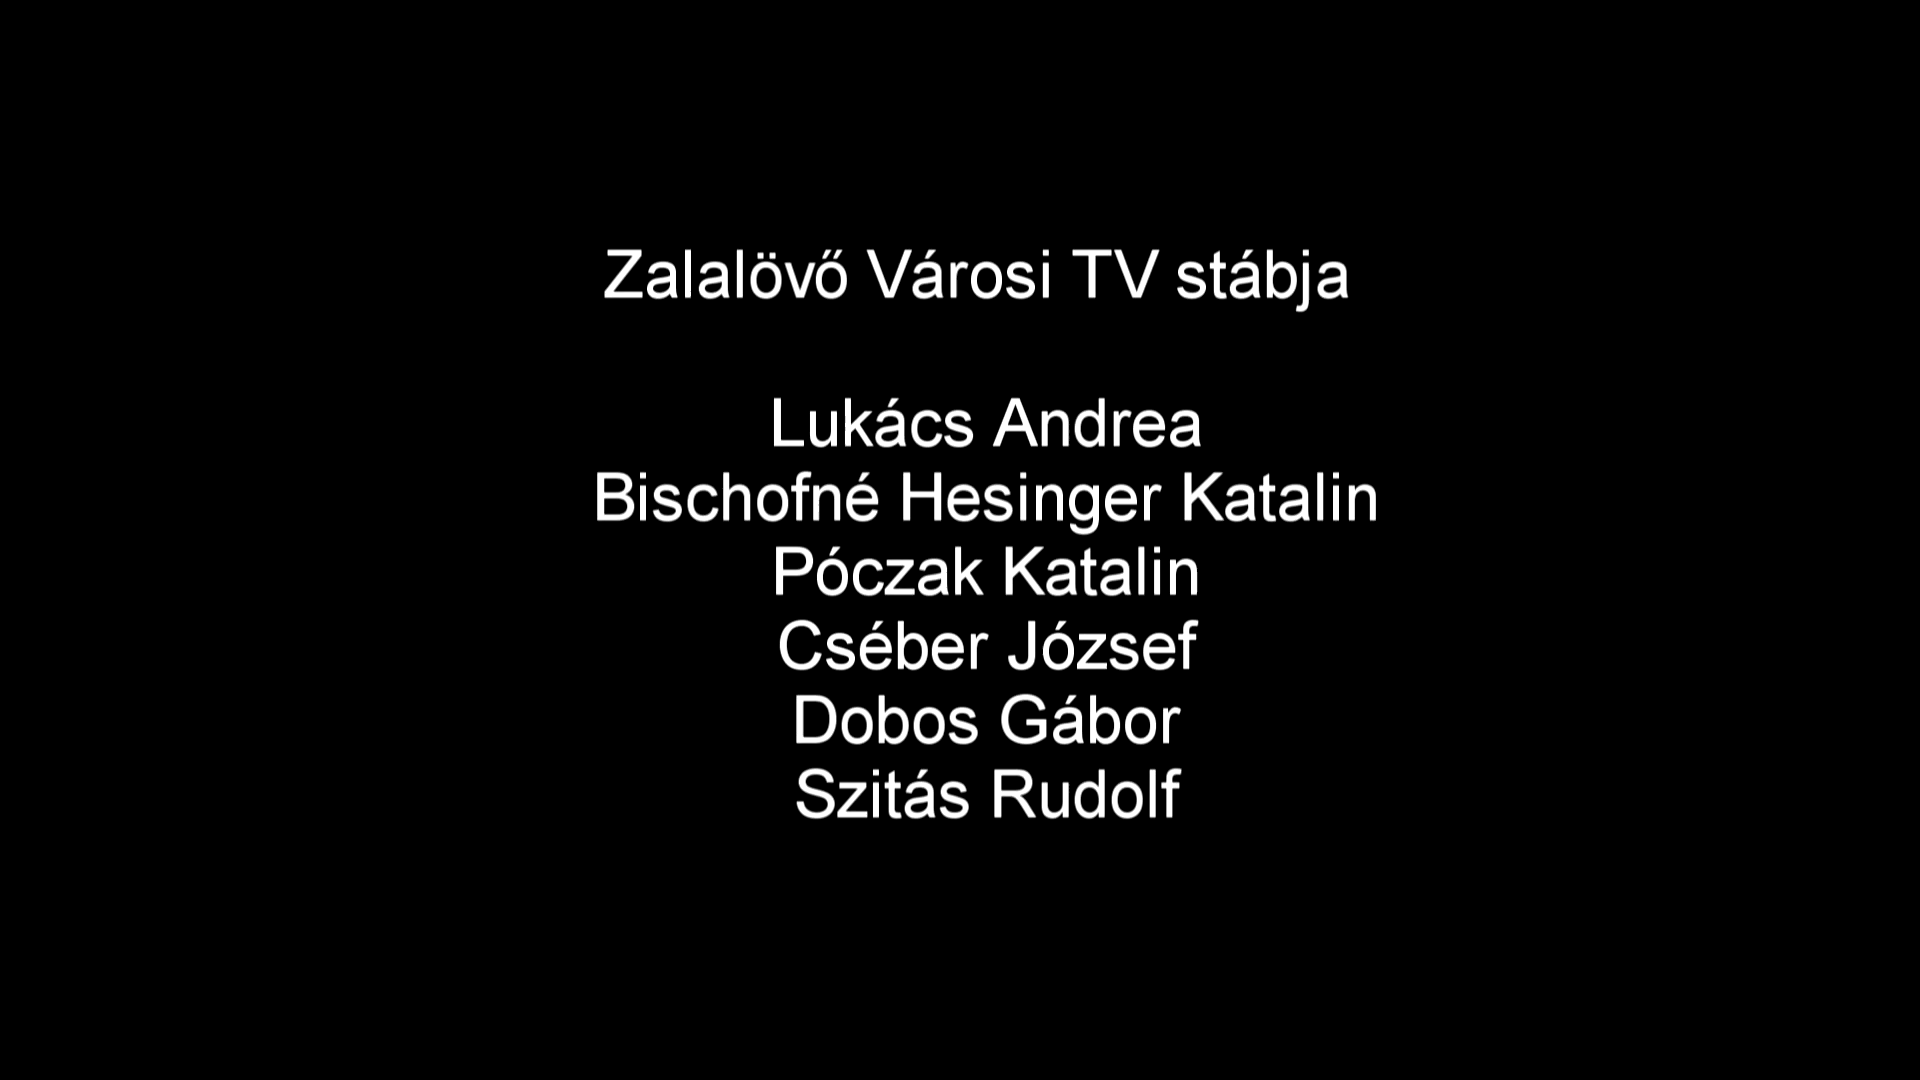 Zalalövő Városi TV stábja
Lukács Andrea
Bischofné Hesinger Katalin
Póczak Katalin
Cséber József
Dobos Gábor
Szitás Rudolf